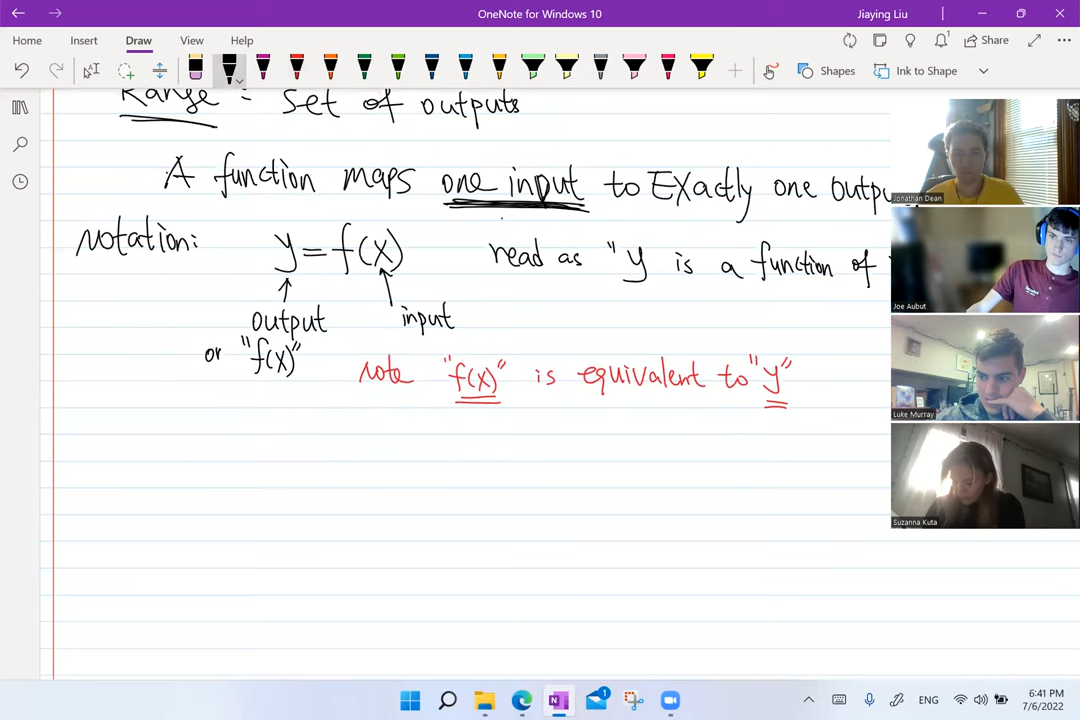 OneNote for Windows 10
Jiaying Liu
Home Insert Draw View Help
Share
Shapes
Ink to Shape
Range : Set of outputs
A function maps one input to EXactly one outpu
Notation: y = f(x) read as "y is a function of
output
input
or "f(x)"
note "f(x)" is equivalent to "y"
Jonathan Dean
Joe Aubut
Luke Murray
Suzanna Kuta
1
ENG
6:41 PM
7/6/2022